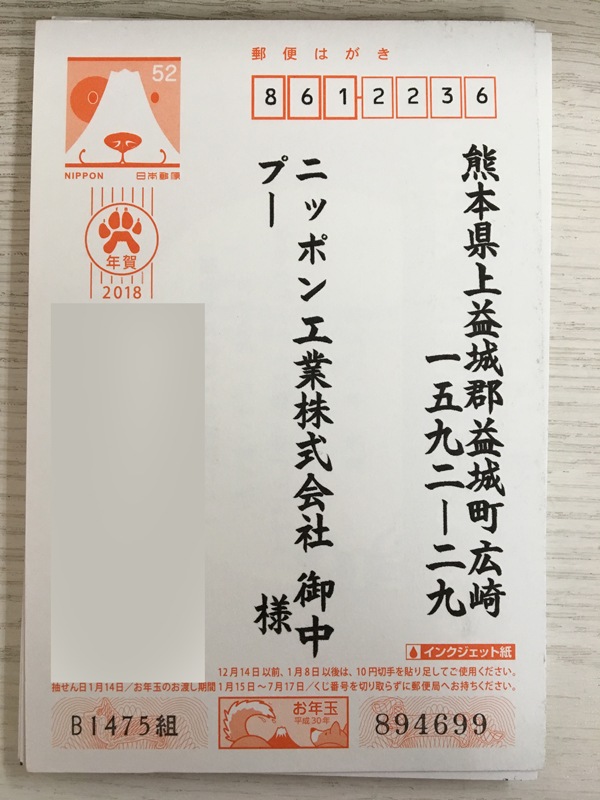 郵便はがき
52
NIPPON 日本郵便
8 6 1-2 2 3 6
年賀
2018
熊本県上益城郡益城町広崎
一五九二ー二九
ニッポン工業株式会社 御中
プー 様
インクジェット紙
12月14日以前、1月8日以後は、10円切手を貼り足してご使用ください。
抽せん日1月14日/お年玉のお渡し期間1月15日~7月17日/くじ番号を切り取らずに郵便局へお持ちください。
B1475組
お年玉
平成30年
894699